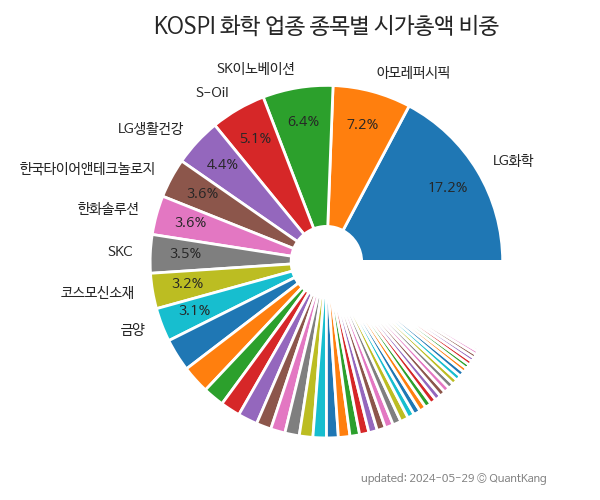 KOSPI 화학 업종 종목별 시가총액 비중
SK이노베이션
아모레퍼시픽
S-Oil
LG생활건강
한국타이어앤테크놀로지
한화솔루션
SKC
코스모신소재
금양
LG화학
17.2%
7.2%
6.4%
5.1%
4.4%
3.6%
3.6%
3.5%
3.2%
3.1%
updated: 2024-05-29 © QuantKang